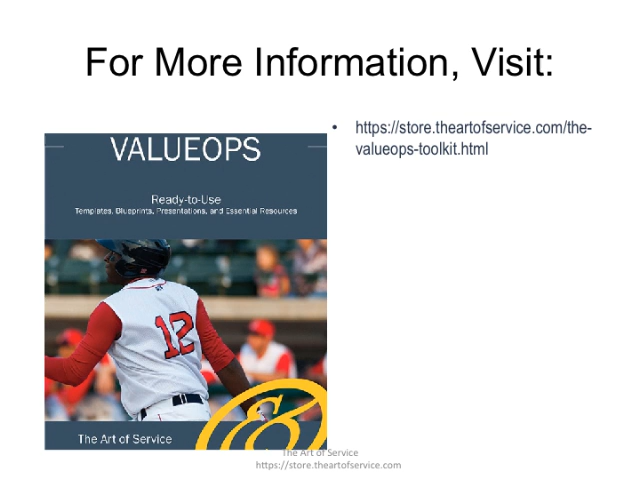 For More Information, Visit:
• https://store.theartofservice.com/the-
valueops-toolkit.html
VALUEOPS
Ready-to-Use
Templates, Blueprints, Presentations, and Essential Resources
12
The Art of Service
The Art of Service
https://store.theartofservice.com